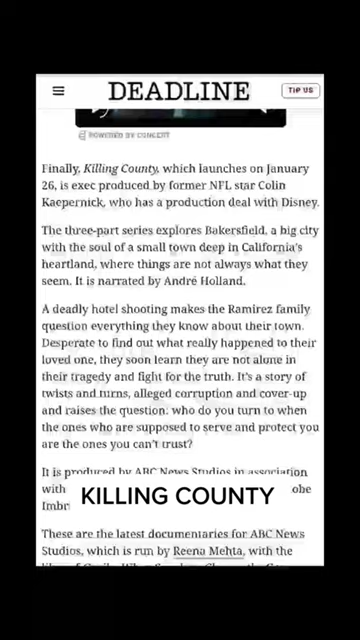 DEADLINE
TIP US
POWERED BY CONCERT
Finally, Killing County, which launches on January
26, is exec produced by former NFL star Colin
Kaepernick, who has a production deal with Disney.
The three-part series explores Bakersfield, a big city
with the soul of a small town deep in California's
heartland, where things are not always what they
seem. It is narrated by André Holland.
A deadly hotel shooting makes the Ramirez family
question everything they know about their town.
Desperate to find out what really happened to their
loved one, they soon learn they are not alone in
their tragedy and fight for the truth. It's a story of
twists and turns, alleged corruption and cover-up
and raises the question: who do you turn to when
the ones who are supposed to serve and protect you
are the ones you can't trust?
It is produced by ABC News Studios in association
with
KILLING COUNTY
These are the latest documentaries for ABC News
Studios, which is run by Reena Mehta, with the